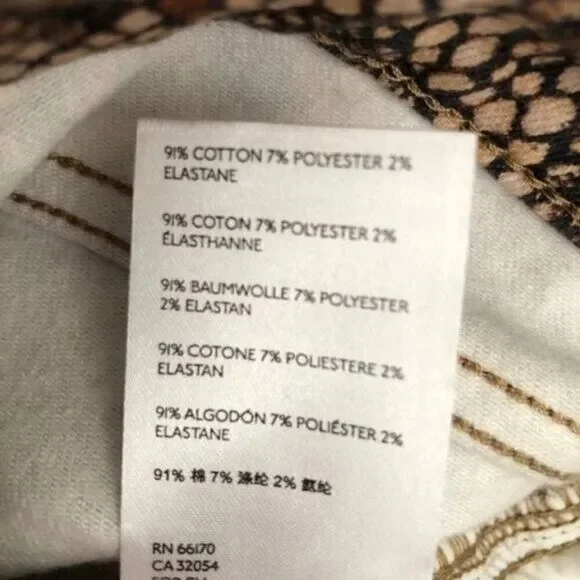 91% COTTON 7% POLYESTER 2%
ELASTANE
91% COTON 7% POLYESTER 2%
ÉLASTHANNE
91% BAUMWOLLE 7% POLYESTER
2% ELASTAN
91% COTONE 7% POLIESTERE 2%
ELASTAN
91% ALGODÓN 7% POLIÉSTER 2%
ELASTANE
91% 棉 7% 涤纶 2% 氨纶
RN 66170
CA 32054